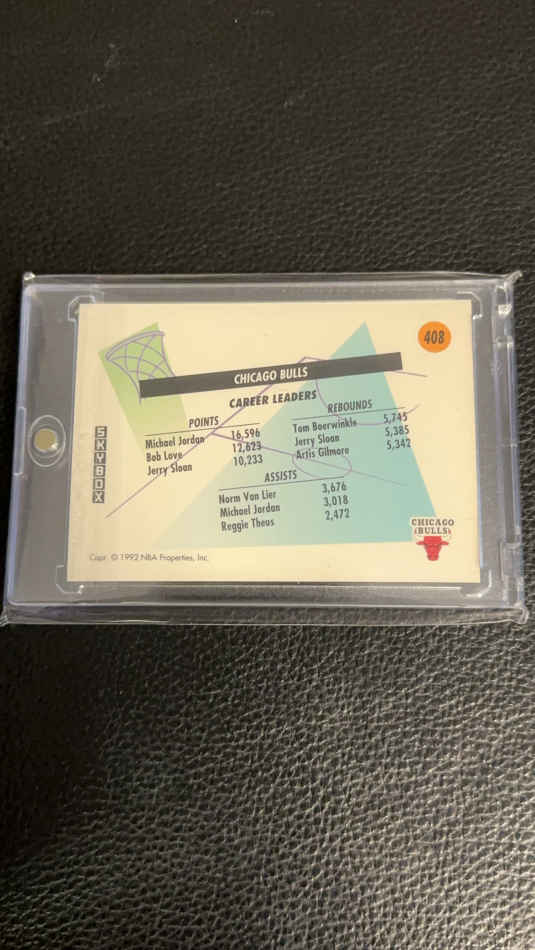 408
CHICAGO BULLS
CAREER LEADERS
POINTS
Michael Jordan 16,596
Bob Love 12,623
Jerry Sloan 10,233
REBOUNDS
Tom Boerwinkle 5,745
Jerry Sloan 5,385
Artis Gilmore 5,342
ASSISTS
Norm Van Lier 3,676
Michael Jordan 3,018
Reggie Theus 2,472
SKYBOX
CHICAGO
BULLS
Copr. © 1992 NBA Properties, Inc.